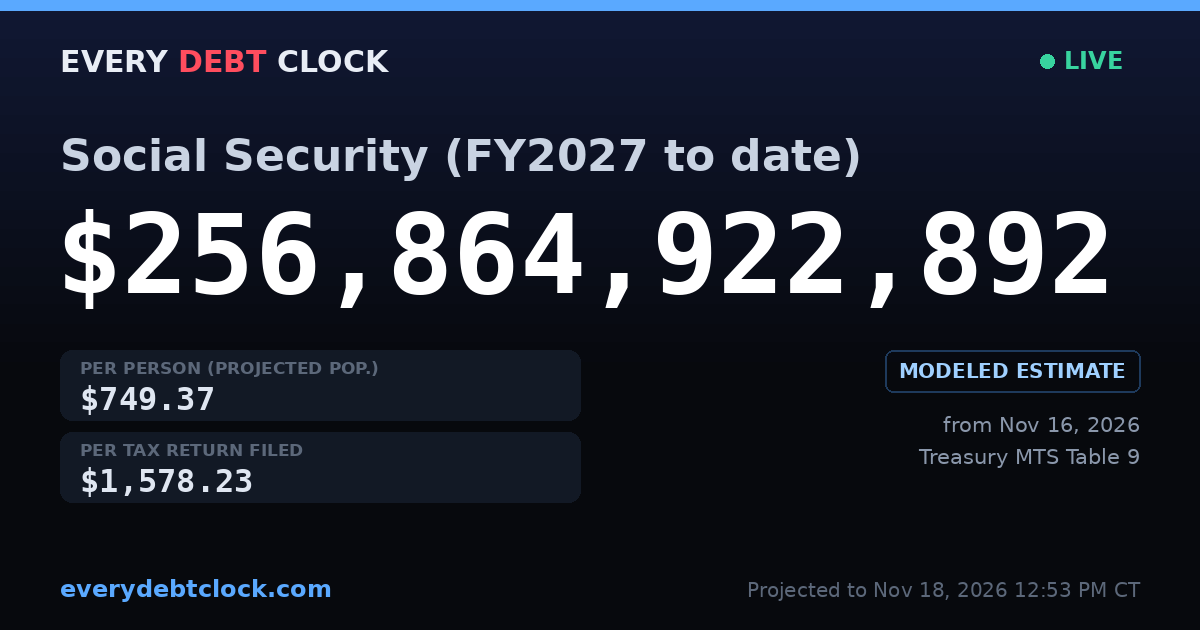 EVERY DEBT CLOCK
LIVE
Social Security (FY2027 to date)
$256,864,922,892
PER PERSON (PROJECTED POP.)
$749.37
PER TAX RETURN FILED
$1,578.23
MODELED ESTIMATE
from Nov 16, 2026
Treasury MTS Table 9
everydebtclock.com
Projected to Nov 18, 2026 12:53 PM CT